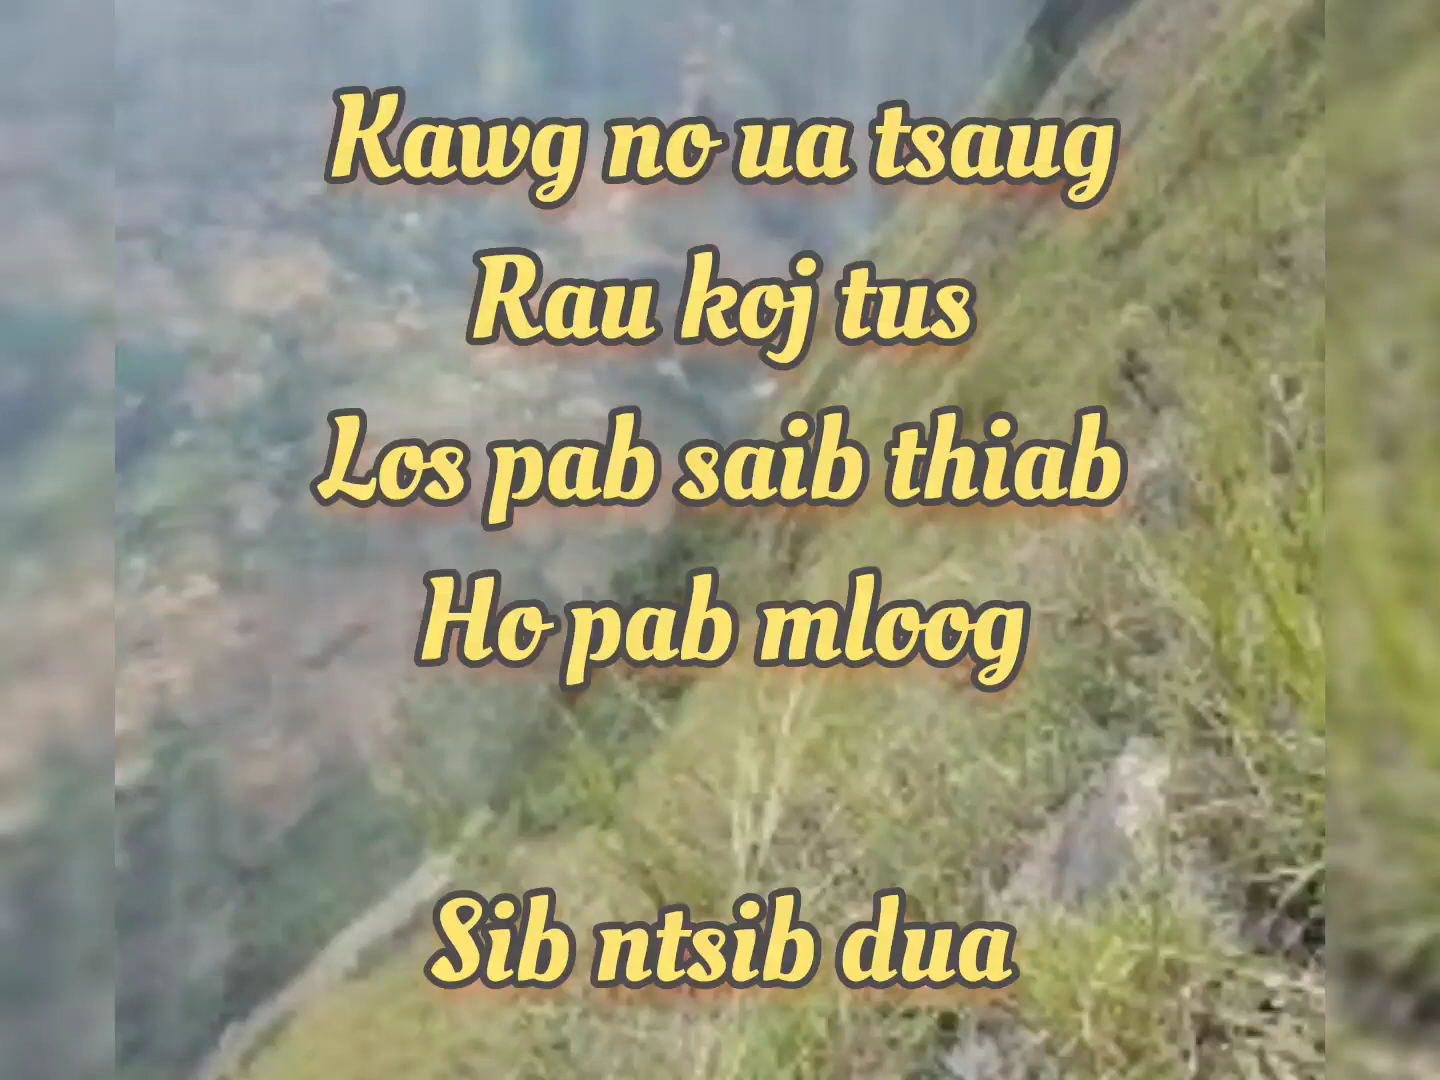 Kawg no ua tsaug
Rau koj tus
Los pab saib thiab
Ho pab mloog
Sib ntsib dua